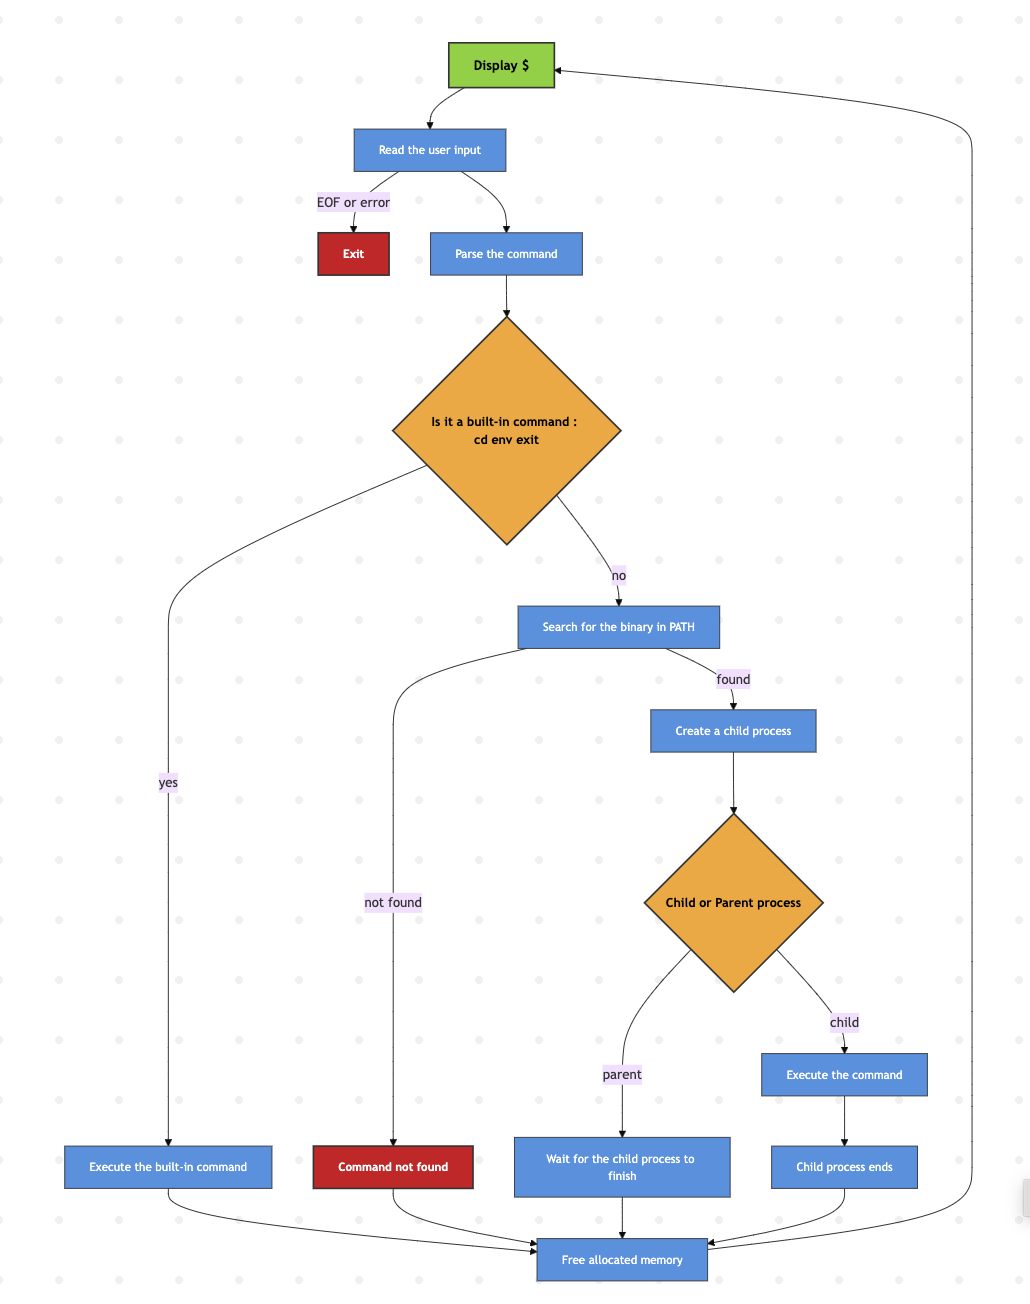 Display $
Read the user input
EOF or error
Exit
Parse the command
Is it a built-in command :
cd env exit
no
Search for the binary in PATH
found
Create a child process
yes
not found
Child or Parent process
child
parent
Execute the command
Execute the built-in command
Command not found
Wait for the child process to
finish
Child process ends
Free allocated memory